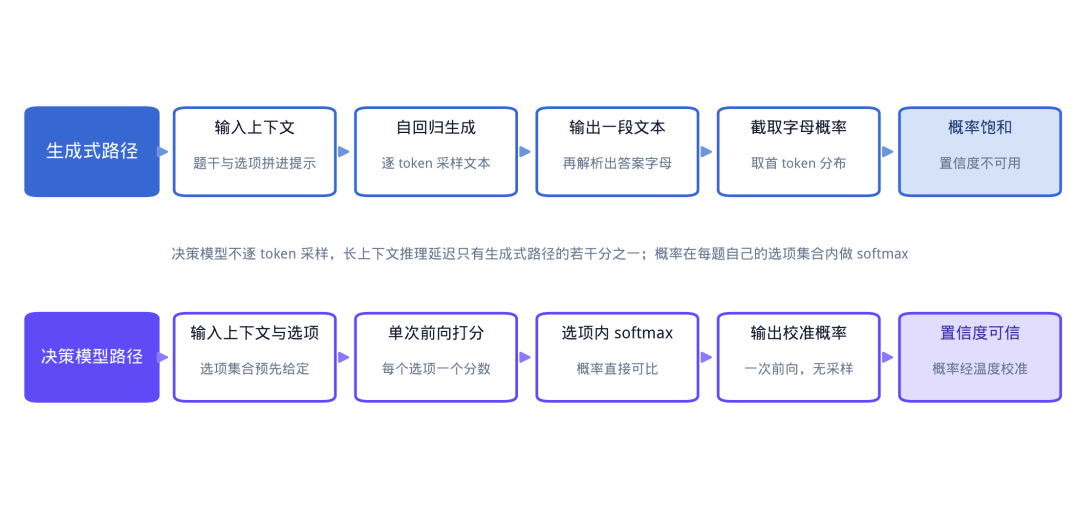 生成式路径
输入上下文
题干与选项拼进提示
自回归生成
逐 token 采样文本
输出一段文本
再解析出答案字母
截取字母概率
取首 token 分布
概率饱和
置信度不可用
决策模型不逐 token 采样，长上下文推理延迟只有生成式路径的若干分之一；概率在每题自己的选项集合内做 softmax
决策模型路径
输入上下文与选项
选项集合预先给定
单次前向打分
每个选项一个分数
选项内 softmax
概率直接可比
输出校准概率
一次前向，无采样
置信度可信
概率经温度校准